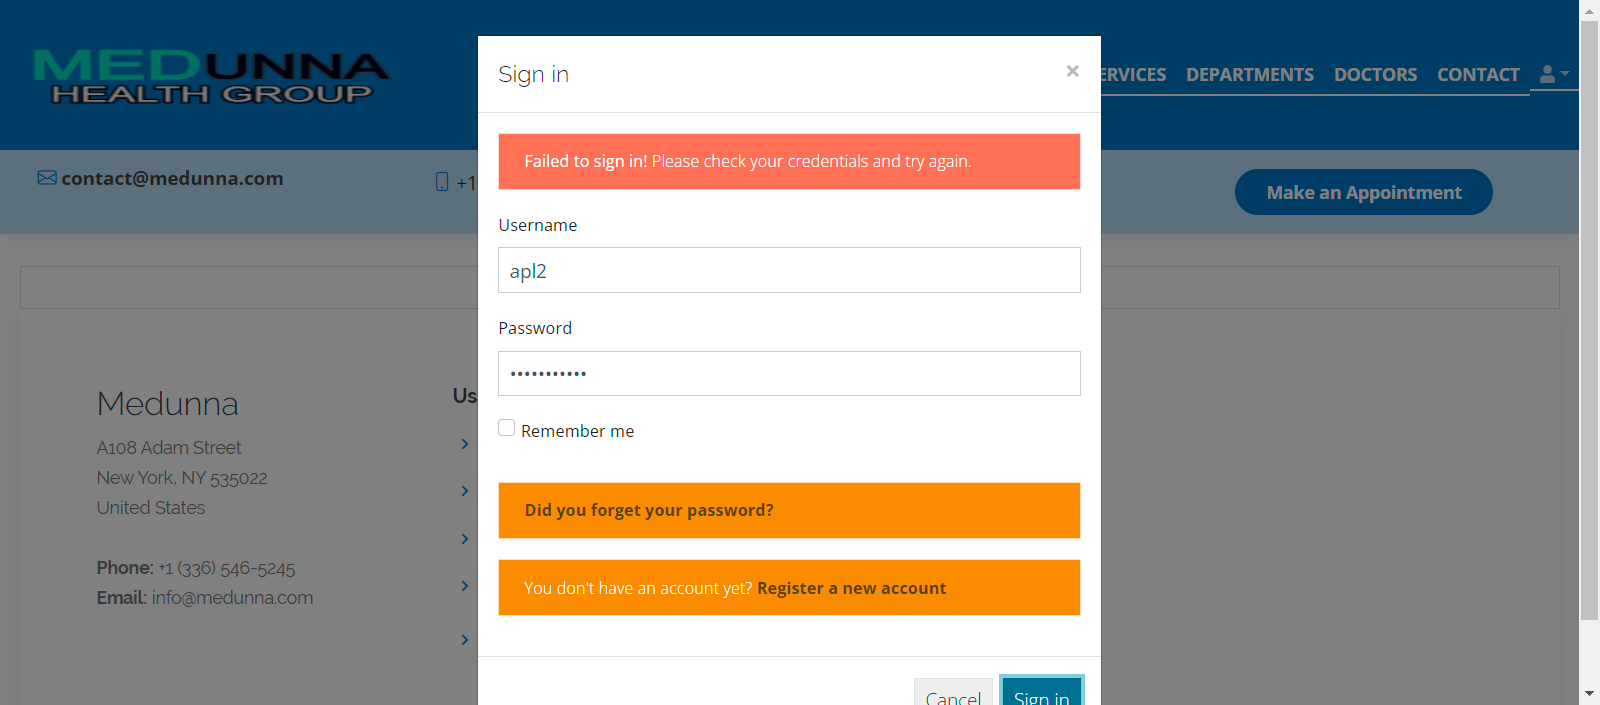 MEDUNNA
HEALTH GROUP
ERVICES DEPARTMENTS DOCTORS CONTACT
contact@medunna.com
+1
Make an Appointment
Sign in
×
Failed to sign in! Please check your credentials and try again.
Username
apl2
Password
•••••••••••
Remember me
Did you forget your password?
You don't have an account yet? Register a new account
Cancel Sign in
Medunna
A108 Adam Street
New York, NY 535022
United States
Phone: +1 (336) 546-5245
Email: info@medunna.com
Us